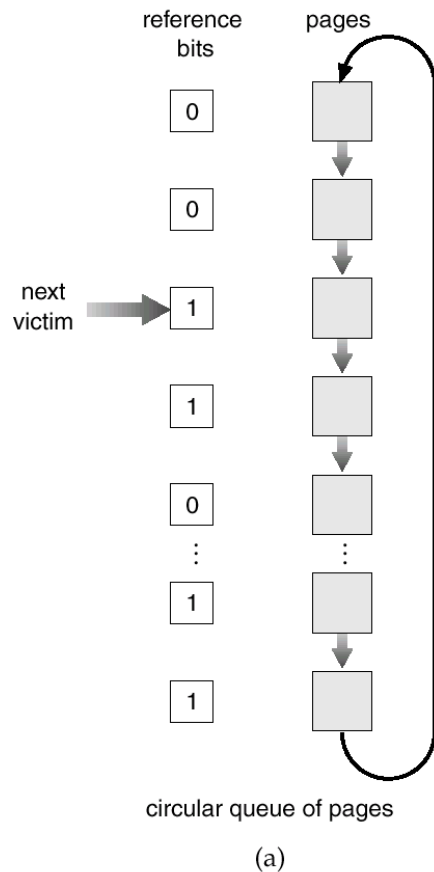 reference bits
pages
0
0
next victim
1
1
0
⋮ ⋮
1
1
circular queue of pages
(a)